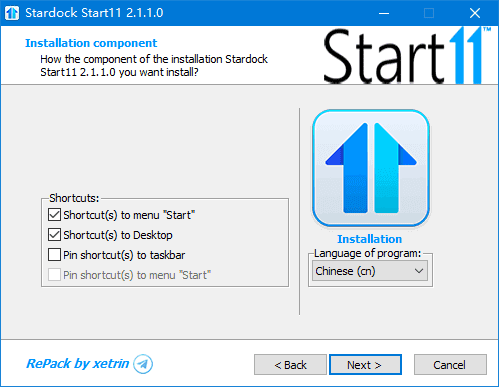 Stardock Start11 2.1.1.0
Installation component
How the component of the installation Stardock
Start11 2.1.1.0 you want install?
Start11™
Shortcuts:
Shortcut(s) to menu "Start"
Shortcut(s) to Desktop
Pin shortcut(s) to taskbar
Pin shortcut(s) to menu "Start"
Installation
Language of program:
Chinese (cn)
RePack by xetrin
< Back
Next >
Cancel